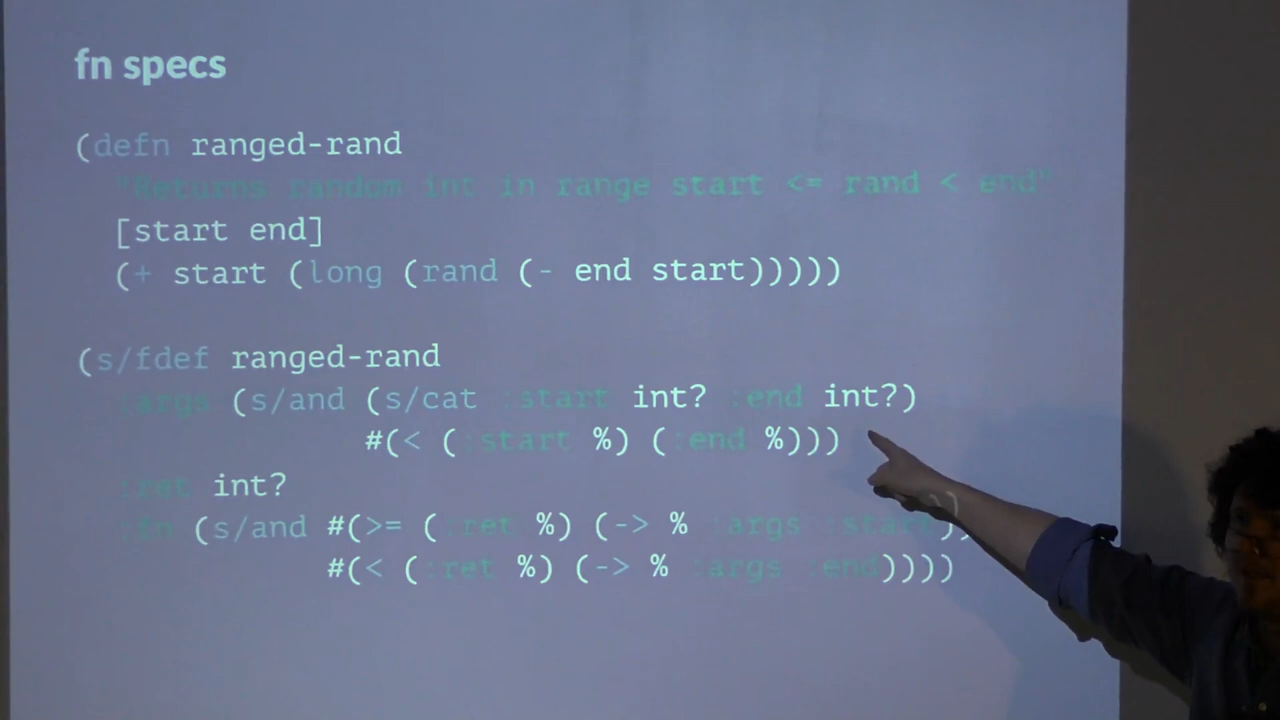 fn specs
(defn ranged-rand
"Returns random int in range start <= rand < end"
[start end]
(+ start (long (rand (- end start)))))
(s/fdef ranged-rand
:args (s/and (s/cat :start int? :end int?)
#(< (:start %) (:end %)))
:ret int?
:fn (s/and #(>= (:ret %) (-> % :args :start))
#(< (:ret %) (-> % :args :end))))